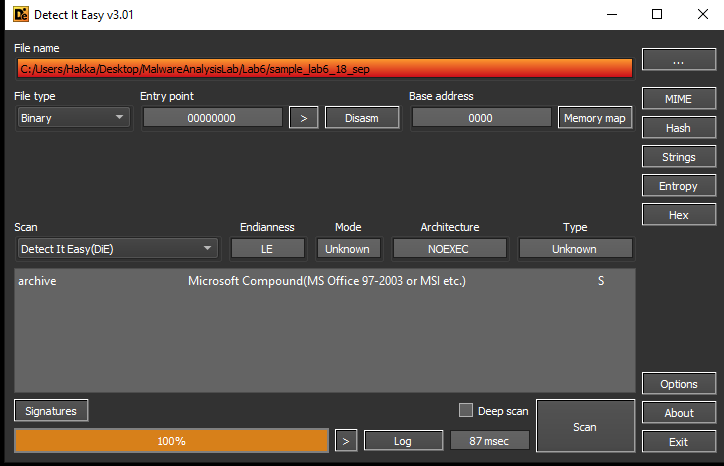 Detect It Easy v3.01
File name
C:/Users/Hakka/Desktop/MalwareAnalysisLab/Lab6/sample_lab6_18_sep
...
File type Entry point Base address
Binary 00000000 > Disasm 0000 Memory map
MIME
Hash
Strings
Entropy
Hex
Scan Endianness Mode Architecture Type
Detect It Easy(DiE) LE Unknown NOEXEC Unknown
archive Microsoft Compound(MS Office 97-2003 or MSI etc.) S
Options
Signatures Deep scan Scan About
100% > Log 87 msec Exit